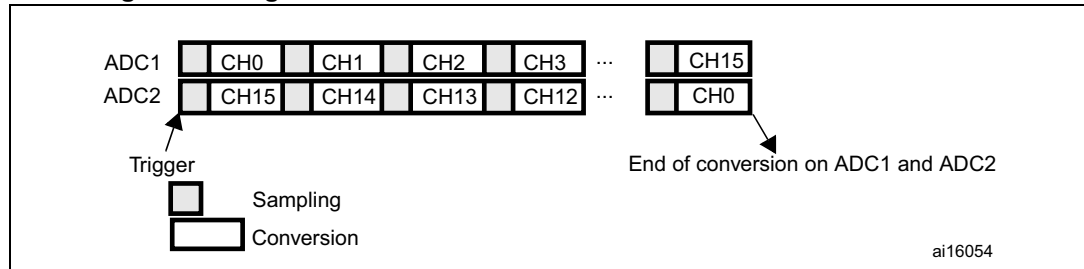 ADC1 CH0 CH1 CH2 CH3 ... CH15
ADC2 CH15 CH14 CH13 CH12 ... CH0
Trigger
End of conversion on ADC1 and ADC2
Sampling
Conversion
ai16054